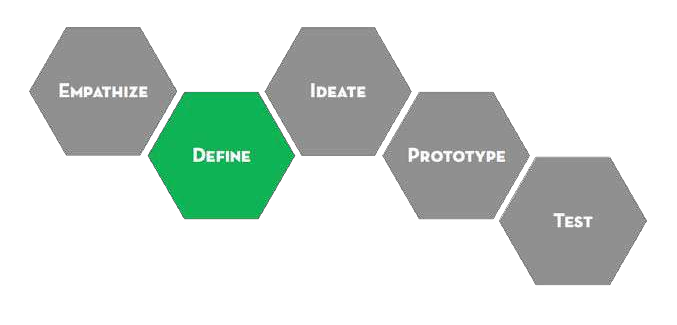 Empathize
Define
Ideate
Prototype
Test